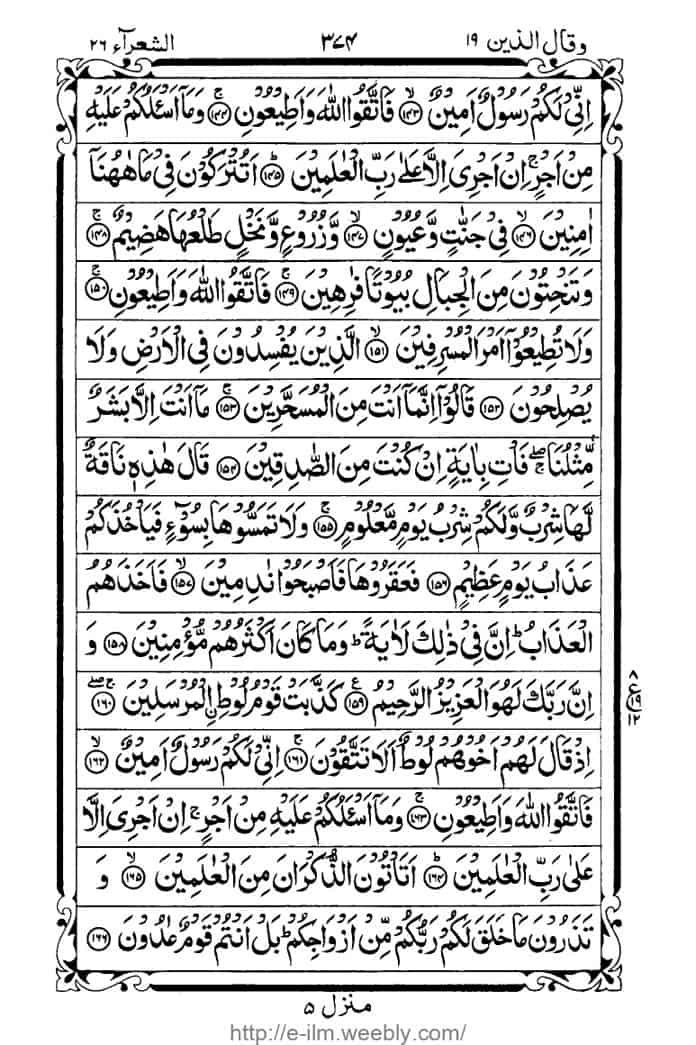 وقال الذين ١٩ ٣٧٤ الشعرآء ٢٦
اِنِّیْ لَكُمْ رَسُوْلٌ اَمِیْنٌ ﴿١٤٣﴾ۙ فَاتَّقُوا اللّٰهَ وَاَطِیْعُوْنِ ﴿١٤٤﴾ۚ وَمَاۤ اَسْـَٔلُكُمْ عَلَیْهِ
مِنْ اَجْرٍ ۚ اِنْ اَجْرِیَ اِلَّا عَلٰی رَبِّ الْعٰلَمِیْنَ ﴿١٤٥﴾ؕ اَتُتْرَكُوْنَ فِیْ مَا هٰهُنَاۤ
اٰمِنِیْنَ ﴿١٤٦﴾ۙ فِیْ جَنّٰتٍ وَّعُیُوْنٍ ﴿١٤٧﴾ۙ وَّزُرُوْعٍ وَّنَخْلٍ طَلْعُهَا هَضِیْمٌ ﴿١٤٨﴾ۚ
وَتَنْحِتُوْنَ مِنَ الْجِبَالِ بُیُوْتًا فٰرِهِیْنَ ﴿١٤٩﴾ۚ فَاتَّقُوا اللّٰهَ وَاَطِیْعُوْنِ ﴿١٥٠﴾ۚ
وَلَا تُطِیْعُوْۤا اَمْرَ الْمُسْرِفِیْنَ ﴿١٥١﴾ۙ الَّذِیْنَ یُفْسِدُوْنَ فِی الْاَرْضِ وَلَا
یُصْلِحُوْنَ ﴿١٥٢﴾ قَالُوْۤا اِنَّمَاۤ اَنْتَ مِنَ الْمُسَحَّرِیْنَ ﴿١٥٣﴾ۚ مَاۤ اَنْتَ اِلَّا بَشَرٌ
مِّثْلُنَا ۖۚ فَاْتِ بِاٰیَةٍ اِنْ كُنْتَ مِنَ الصّٰدِقِیْنَ ﴿١٥٤﴾ قَالَ هٰذِهٖ نَاقَةٌ
لَّهَا شِرْبٌ وَّلَكُمْ شِرْبُ یَوْمٍ مَّعْلُوْمٍ ﴿١٥٥﴾ۚ وَلَا تَمَسُّوْهَا بِسُوْٓءٍ فَیَاْخُذَكُمْ
عَذَابُ یَوْمٍ عَظِیْمٍ ﴿١٥٦﴾ فَعَقَرُوْهَا فَاَصْبَحُوْا نٰدِمِیْنَ ﴿١٥٧﴾ۙ فَاَخَذَهُمُ
الْعَذَابُ ؕ اِنَّ فِیْ ذٰلِكَ لَاٰیَةً ؕ وَمَا كَانَ اَكْثَرُهُمْ مُّؤْمِنِیْنَ ﴿١٥٨﴾ وَ
اِنَّ رَبَّكَ لَهُوَ الْعَزِیْزُ الرَّحِیْمُ ﴿١٥٩﴾ كَذَّبَتْ قَوْمُ لُوْطِ ِۨالْمُرْسَلِیْنَ ﴿١٦٠﴾ۚۖ
اِذْ قَالَ لَهُمْ اَخُوْهُمْ لُوْطٌ اَلَا تَتَّقُوْنَ ﴿١٦١﴾ۚ اِنِّیْ لَكُمْ رَسُوْلٌ اَمِیْنٌ ﴿١٦٢﴾ۙ
فَاتَّقُوا اللّٰهَ وَاَطِیْعُوْنِ ﴿١٦٣﴾ۚ وَمَاۤ اَسْـَٔلُكُمْ عَلَیْهِ مِنْ اَجْرٍ ۚ اِنْ اَجْرِیَ اِلَّا
عَلٰی رَبِّ الْعٰلَمِیْنَ ﴿١٦٤﴾ؕ اَتَاْتُوْنَ الذُّكْرَانَ مِنَ الْعٰلَمِیْنَ ﴿١٦٥﴾ۙ وَ
تَذَرُوْنَ مَا خَلَقَ لَكُمْ رَبُّكُمْ مِّنْ اَزْوَاجِكُمْ ؕ بَلْ اَنْتُمْ قَوْمٌ عٰدُوْنَ ﴿١٦٦﴾
٨
ع ١٩
١٢
منزل ٥
http://e-ilm.weebly.com/